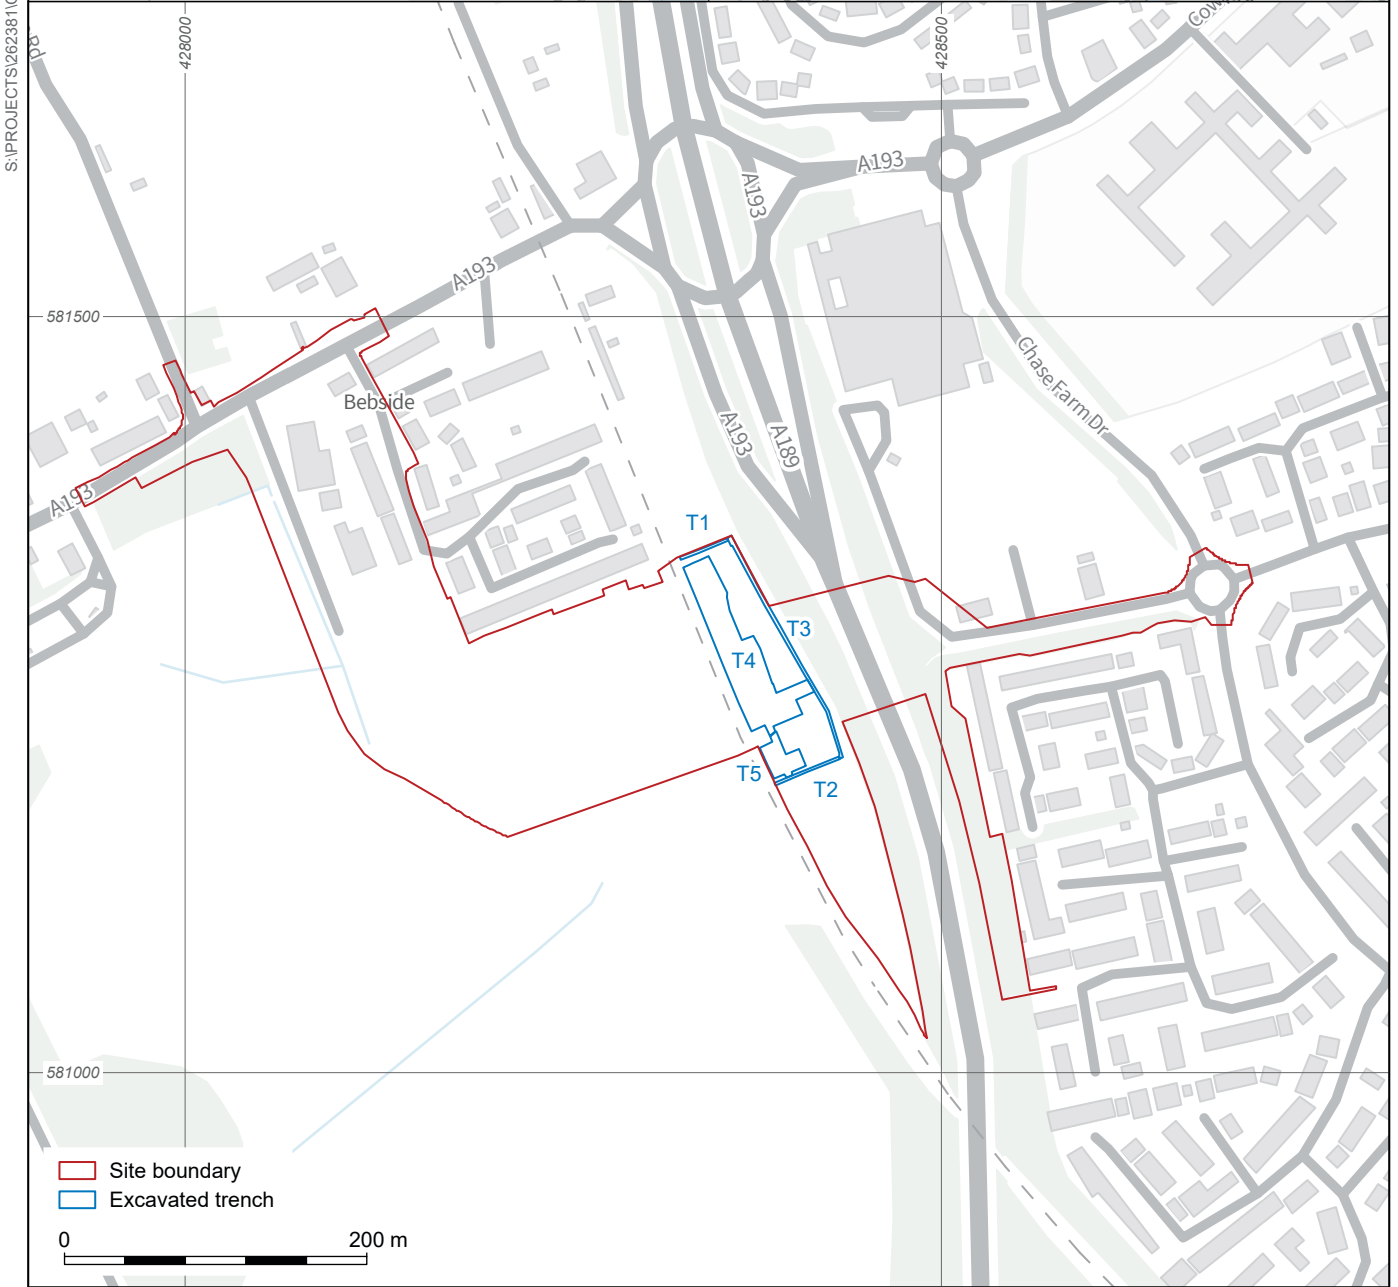 S:\PROJECTS\262381\
Rd
428000
428500
A193
A193
A193
581500
Chase Farm Dr
Bebside
A193
A189
A193
T1
T3
T4
T5
T2
581000
Site boundary
Excavated trench
0 200 m